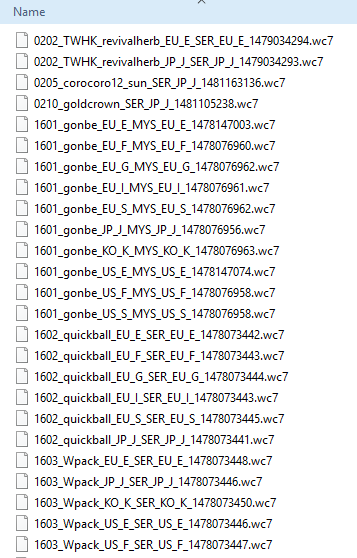 Name
0202_TWHK_revivalherb_EU_E_SER_EU_E_1479034294.wc7
0202_TWHK_revivalherb_JP_J_SER_JP_J_1479034293.wc7
0205_corocoro12_sun_SER_JP_J_1481163136.wc7
0210_goldcrown_SER_JP_J_1481105238.wc7
1601_gonbe_EU_E_MYS_EU_E_1478147003.wc7
1601_gonbe_EU_F_MYS_EU_F_1478076960.wc7
1601_gonbe_EU_G_MYS_EU_G_1478076962.wc7
1601_gonbe_EU_I_MYS_EU_I_1478076961.wc7
1601_gonbe_EU_S_MYS_EU_S_1478076962.wc7
1601_gonbe_JP_J_MYS_JP_J_1478076956.wc7
1601_gonbe_KO_K_MYS_KO_K_1478076963.wc7
1601_gonbe_US_E_MYS_US_E_1478147074.wc7
1601_gonbe_US_F_MYS_US_F_1478076958.wc7
1601_gonbe_US_S_MYS_US_S_1478076958.wc7
1602_quickball_EU_E_SER_EU_E_1478073442.wc7
1602_quickball_EU_F_SER_EU_F_1478073443.wc7
1602_quickball_EU_G_SER_EU_G_1478073444.wc7
1602_quickball_EU_I_SER_EU_I_1478073443.wc7
1602_quickball_EU_S_SER_EU_S_1478073445.wc7
1602_quickball_JP_J_SER_JP_J_1478073441.wc7
1603_Wpack_EU_E_SER_EU_E_1478073448.wc7
1603_Wpack_JP_J_SER_JP_J_1478073446.wc7
1603_Wpack_KO_K_SER_KO_K_1478073450.wc7
1603_Wpack_US_E_SER_US_E_1478073446.wc7
1603_Wpack_US_F_SER_US_F_1478073447.wc7